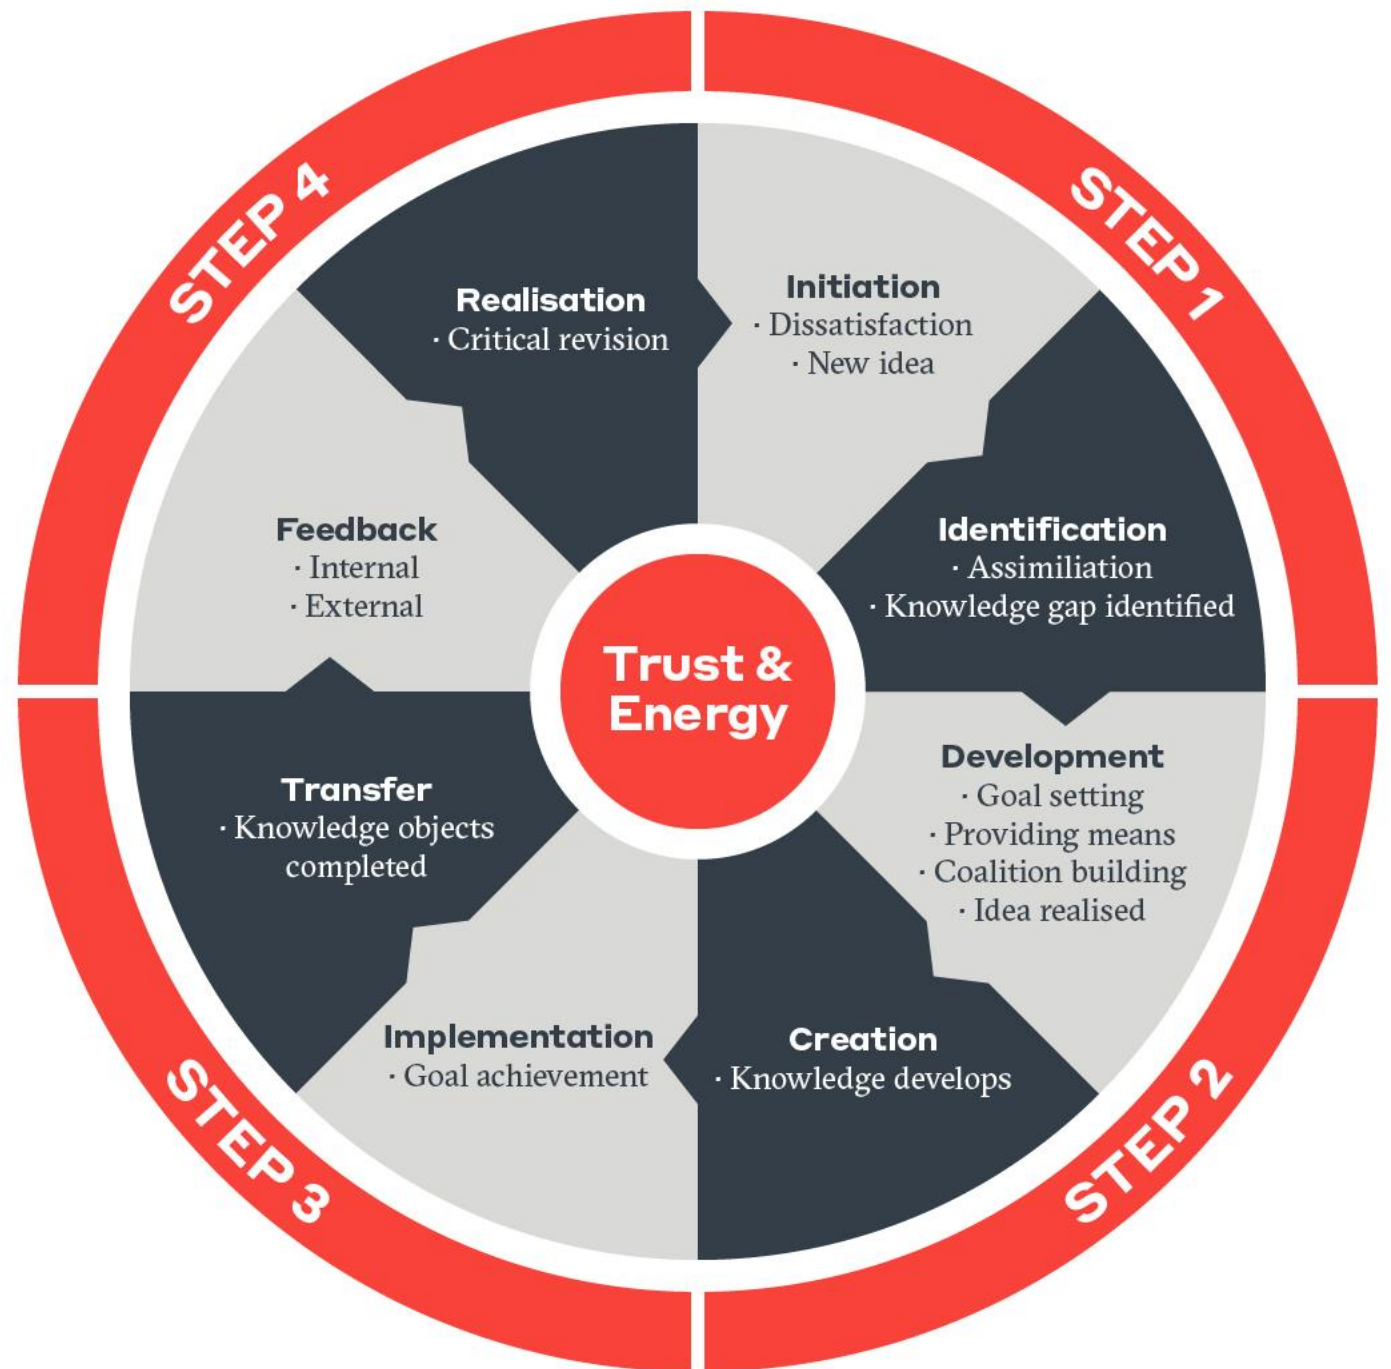 STEP 1
Initiation
· Dissatisfaction
· New idea
Identification
· Assimiliation
· Knowledge gap identified
STEP 2
Development
· Goal setting
· Providing means
· Coalition building
· Idea realised
Creation
· Knowledge develops
STEP 3
Implementation
· Goal achievement
Transfer
· Knowledge objects
completed
STEP 4
Feedback
· Internal
· External
Realisation
· Critical revision
Trust &
Energy